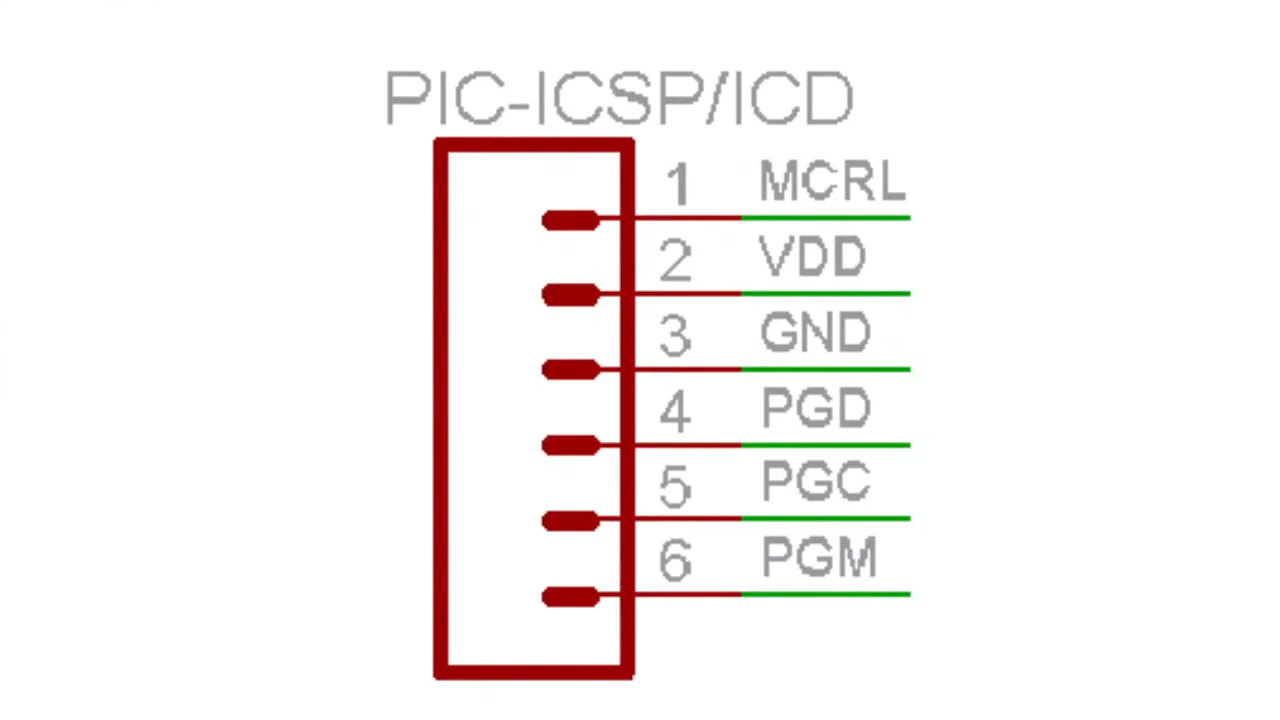 PIC-ICSP/ICD
1 MCRL
2 VDD
3 GND
4 PGD
5 PGC
6 PGM